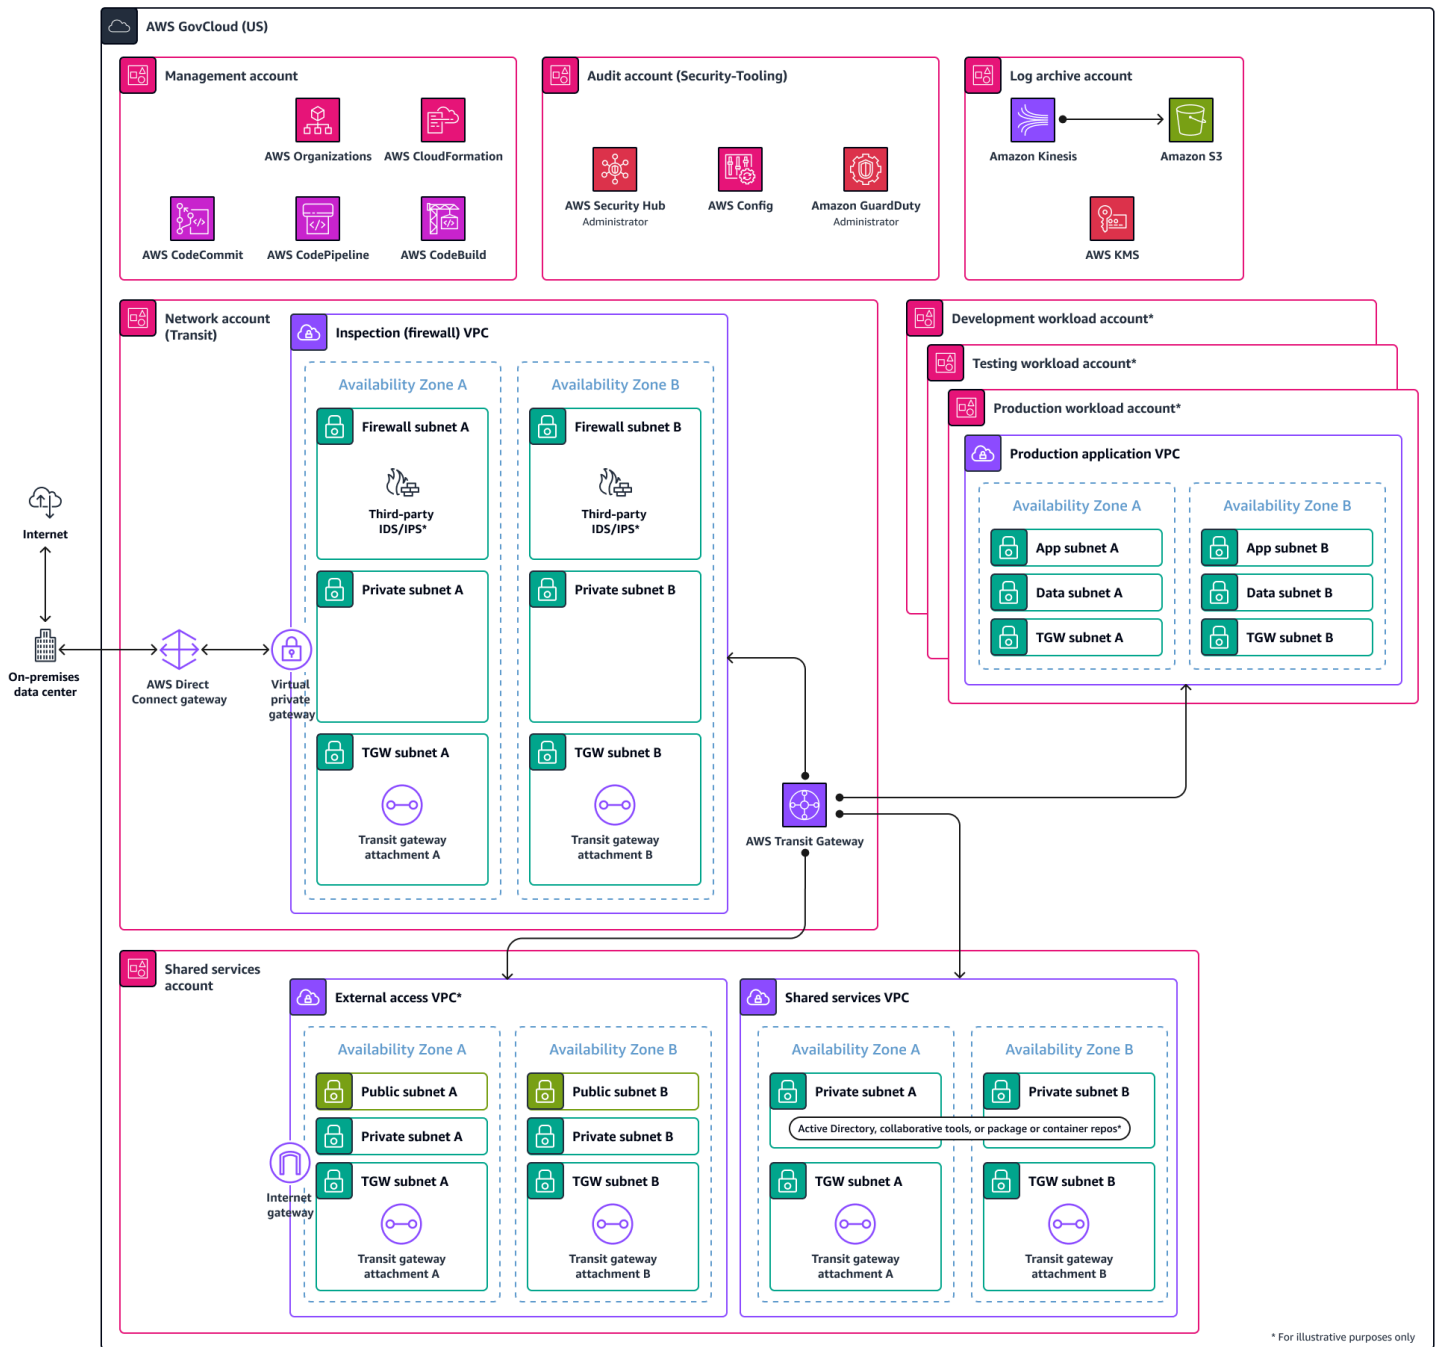 AWS GovCloud (US)
Management account
AWS Organizations
AWS CloudFormation
AWS CodeCommit
AWS CodePipeline
AWS CodeBuild
Audit account (Security-Tooling)
AWS Security Hub
Administrator
AWS Config
Amazon GuardDuty
Administrator
Log archive account
Amazon Kinesis
Amazon S3
AWS KMS
Internet
On-premises
data center
Network account
(Transit)
AWS Direct
Connect gateway
Virtual
private
gateway
Inspection (firewall) VPC
Availability Zone A
Firewall subnet A
Third-party
IDS/IPS*
Private subnet A
TGW subnet A
Transit gateway
attachment A
Availability Zone B
Firewall subnet B
Third-party
IDS/IPS*
Private subnet B
TGW subnet B
Transit gateway
attachment B
AWS Transit Gateway
Development workload account*
Testing workload account*
Production workload account*
Production application VPC
Availability Zone A
App subnet A
Data subnet A
TGW subnet A
Availability Zone B
App subnet B
Data subnet B
TGW subnet B
Shared services
account
External access VPC*
Internet
gateway
Availability Zone A
Public subnet A
Private subnet A
TGW subnet A
Transit gateway
attachment A
Availability Zone B
Public subnet B
Private subnet B
TGW subnet B
Transit gateway
attachment B
Shared services VPC
Availability Zone A
Private subnet A
Availability Zone B
Private subnet B
Active Directory, collaborative tools, or package or container repos*
TGW subnet A
Transit gateway
attachment A
TGW subnet B
Transit gateway
attachment B
* For illustrative purposes only